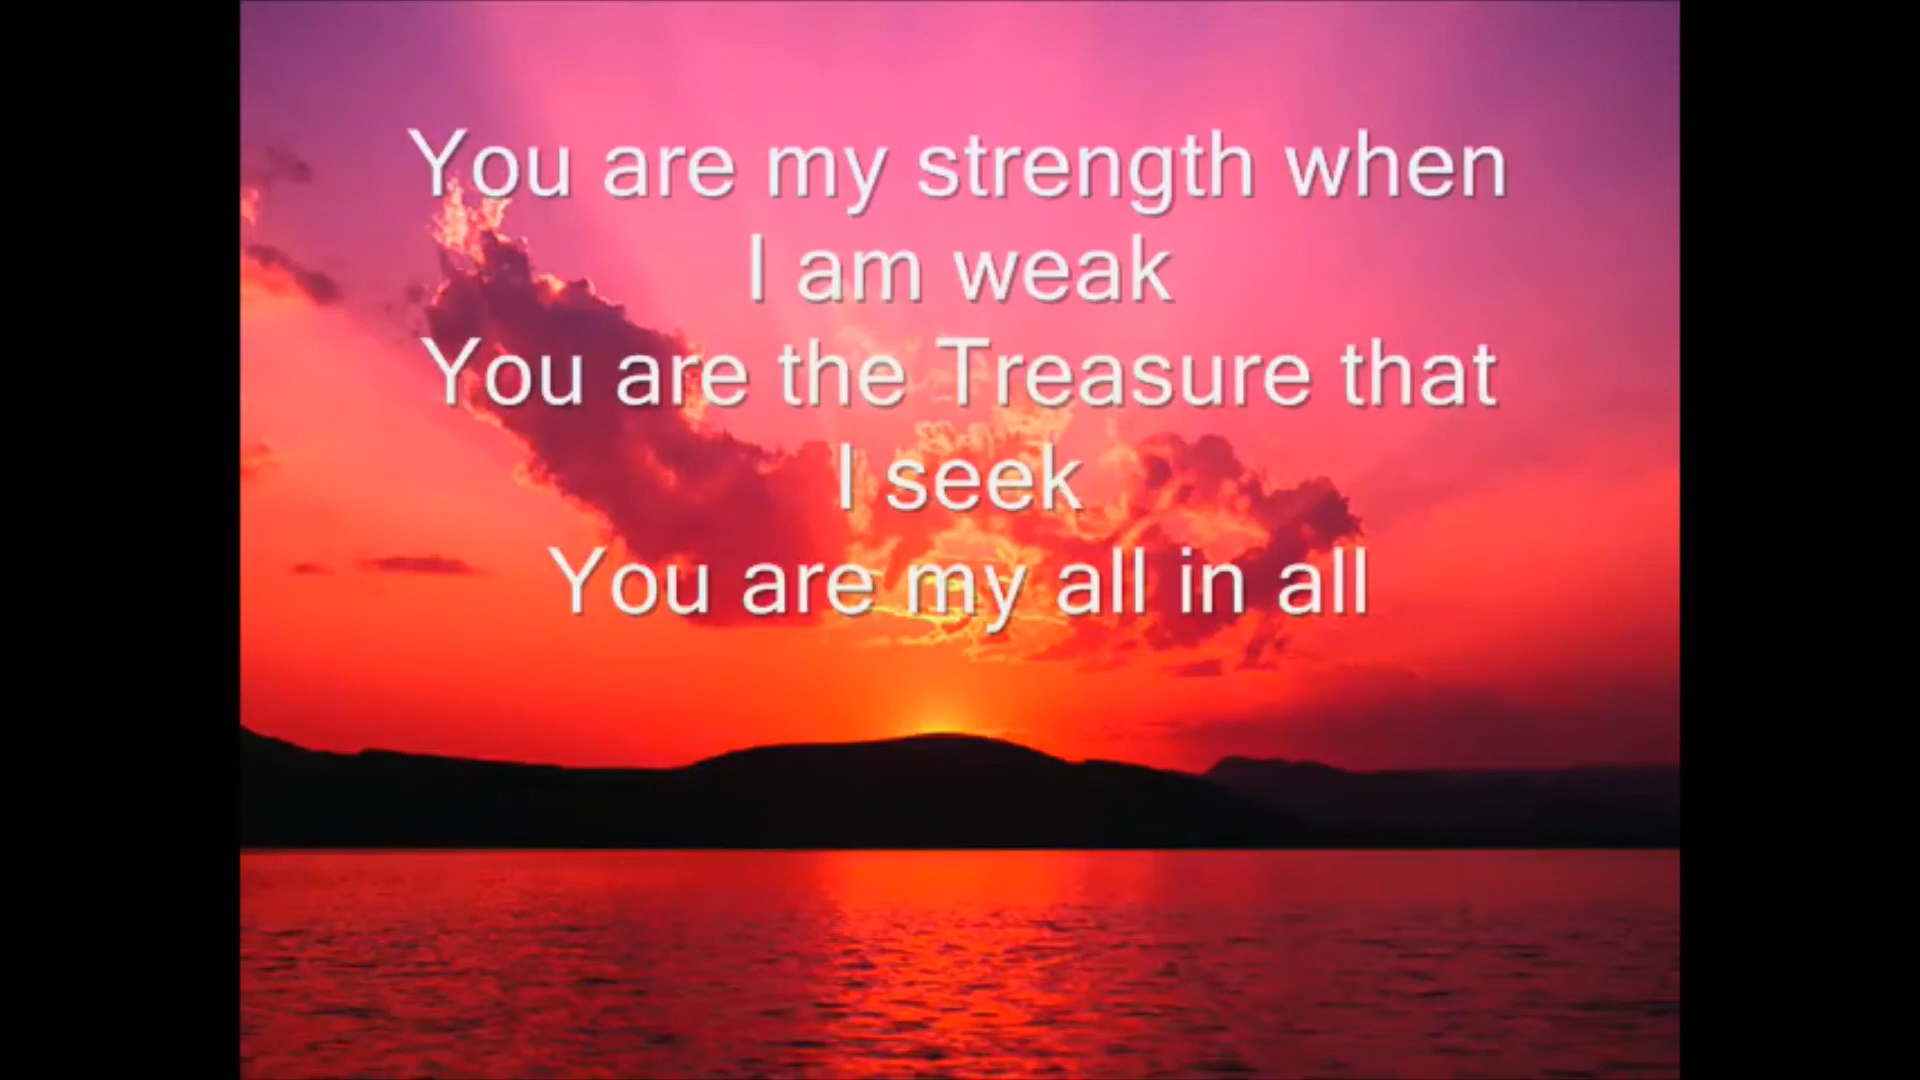 You are my strength when
I am weak
You are the Treasure that
I seek
You are my all in all